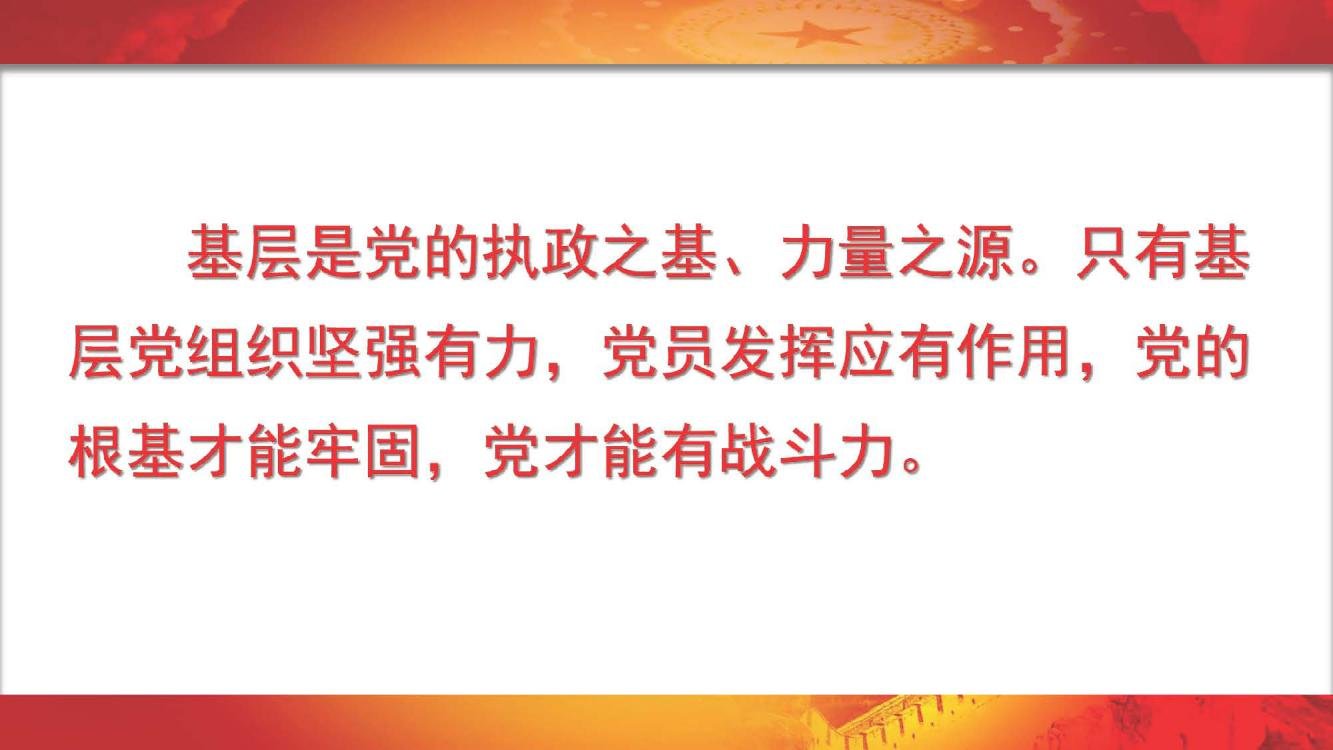 基层是党的执政之基、力量之源。只有基
层党组织坚强有力，党员发挥应有作用，党的
根基才能牢固，党才能有战斗力。